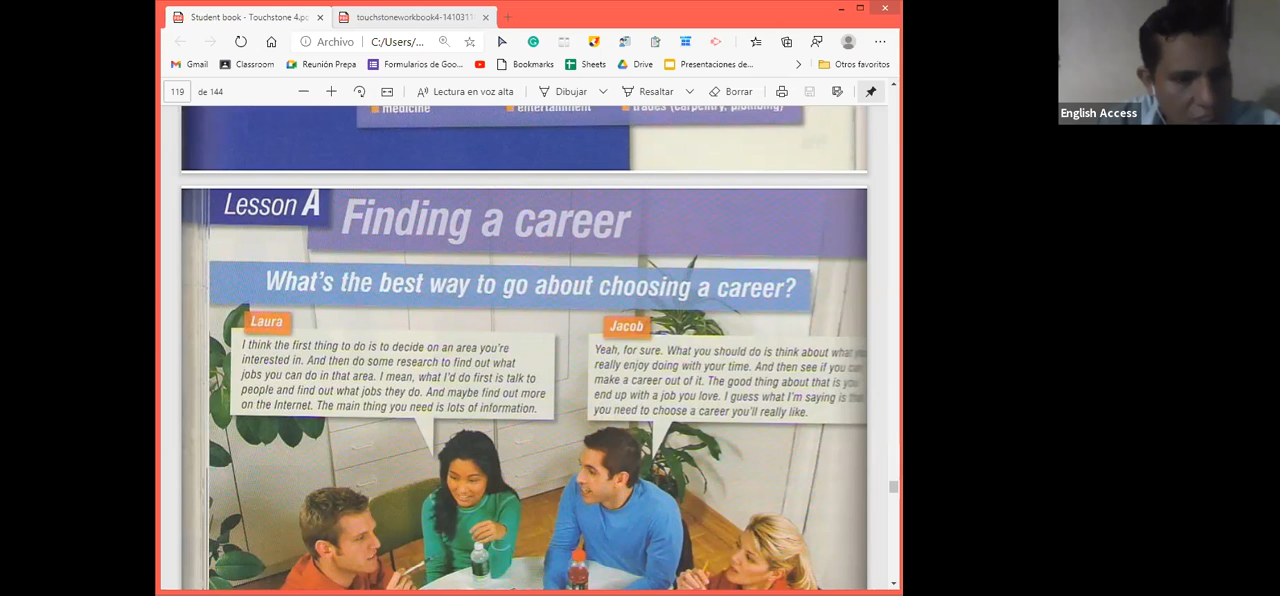 Student book - Touchstone 4.pc
touchstoneworkbook4-1410311
Archivo
C:/Users/...
Gmail
Classroom
Reunión Prepa
Formularios de Goo...
Bookmarks
Sheets
Drive
Presentaciones de...
Otros favoritos
119
de 144
Lectura en voz alta
Dibujar
Resaltar
Borrar
medicine
entertainment
trades (carpentry, plumbing)
Lesson A
Finding a career
What's the best way to go about choosing a career?
Laura
I think the first thing to do is to decide on an area you're
interested in. And then do some research to find out what
jobs you can do in that area. I mean, what I'd do first is talk to
people and find out what jobs they do. And maybe find out more
on the Internet. The main thing you need is lots of information.
Jacob
Yeah, for sure. What you should do is think about what you
really enjoy doing with your time. And then see if you can
make a career out of it. The good thing about that is you
end up with a job you love. I guess what I'm saying is that
you need to choose a career you'll really like.
English Access